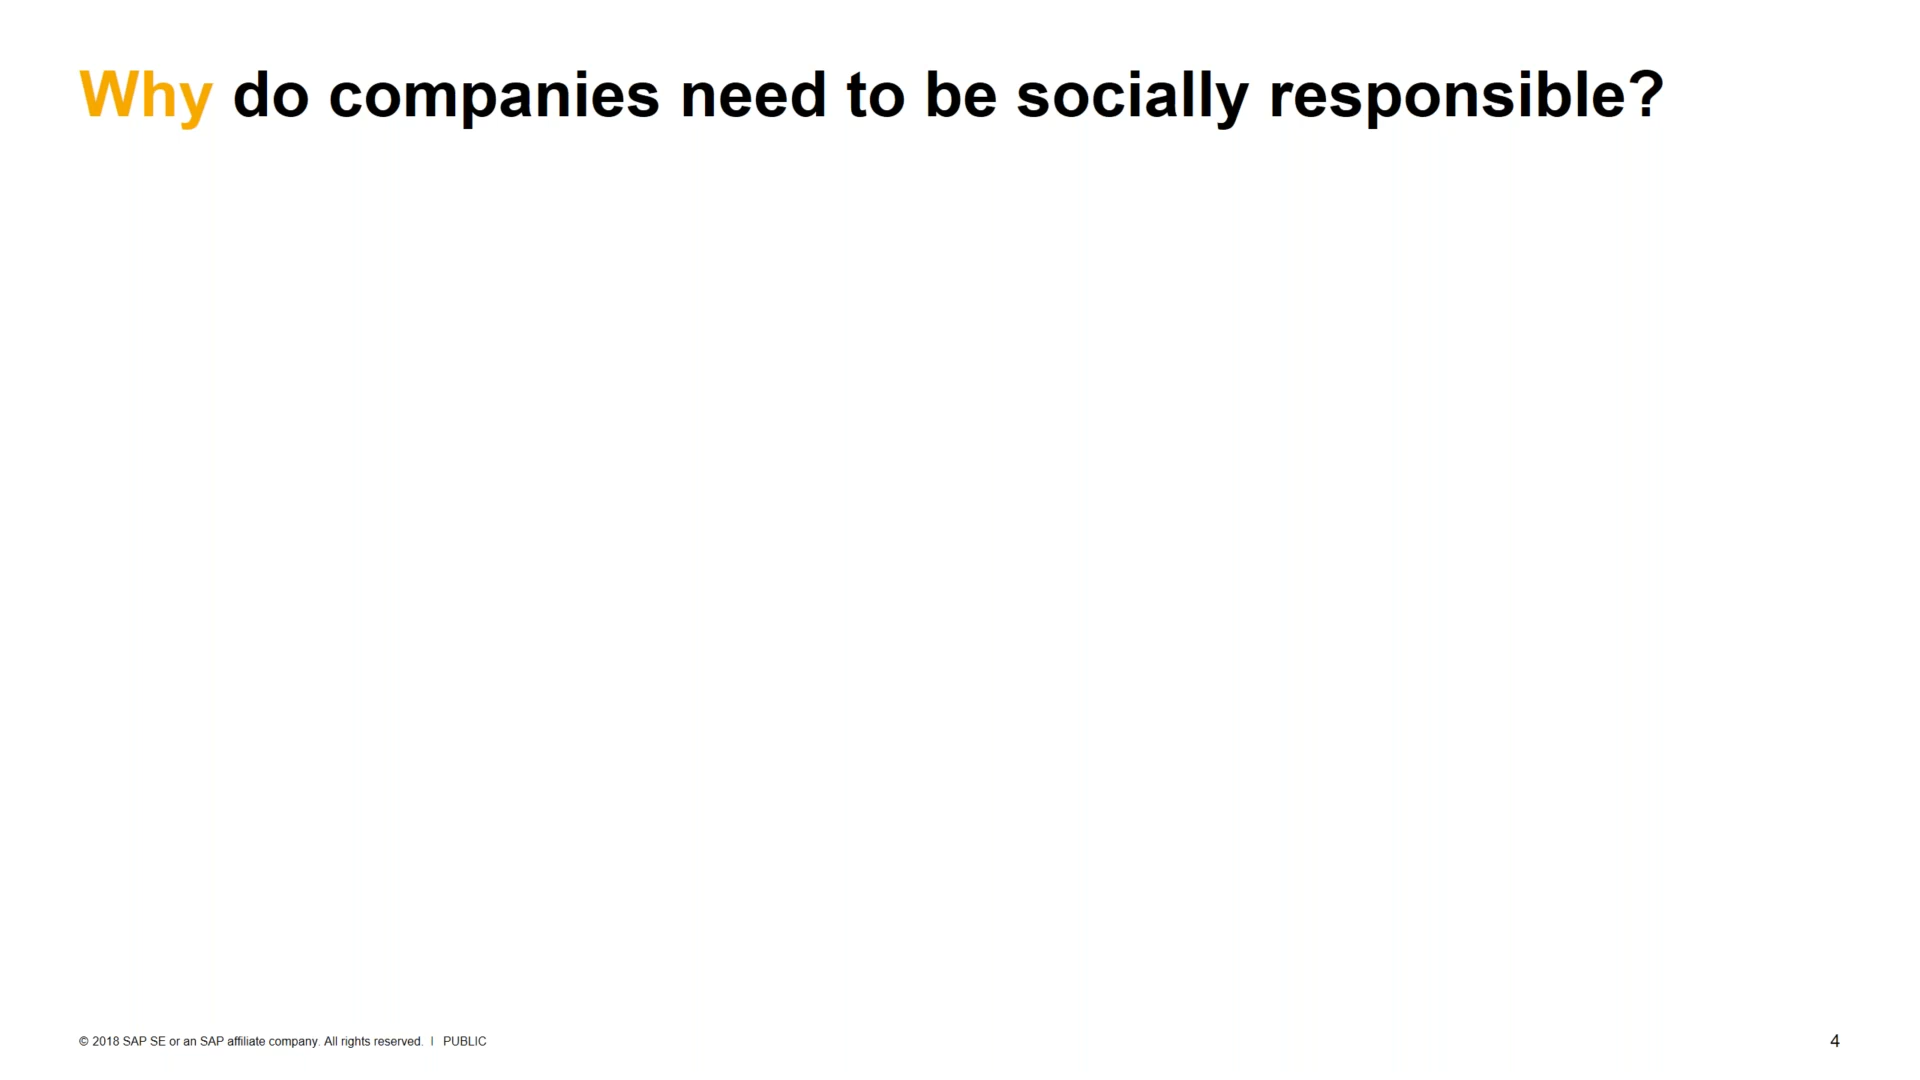 Why do companies need to be socially responsible?
© 2018 SAP SE or an SAP affiliate company. All rights reserved. | PUBLIC
4